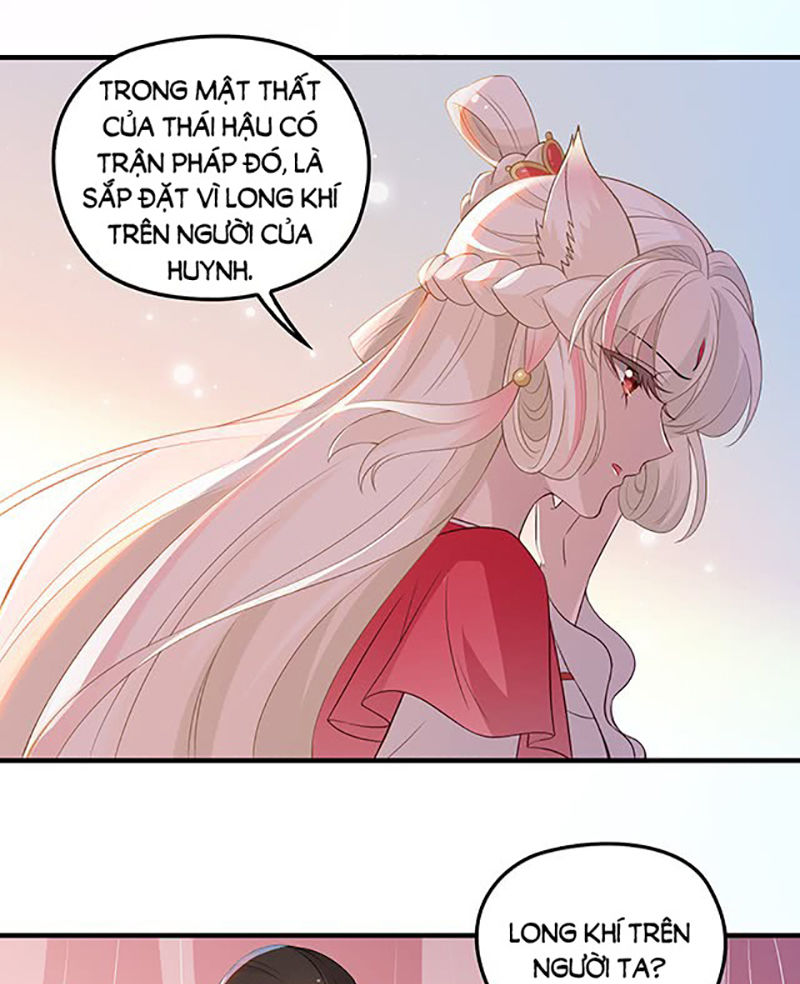 TRONG MẬT THẤT
CỦA THÁI HẬU CÓ
TRẬN PHÁP ĐÓ, LÀ
SẮP ĐẶT VÌ LONG KHÍ
TRÊN NGƯỜI CỦA
HUYNH.
LONG KHÍ TRÊN
NGƯỜI TA?